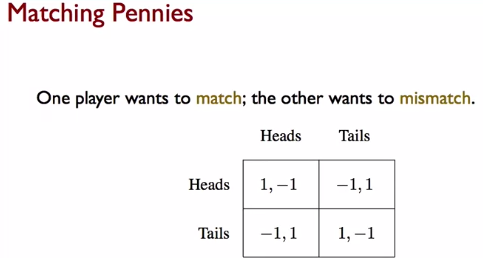 Matching Pennies
One player wants to match; the other wants to mismatch.
Heads Tails
Heads 1, −1 −1, 1
Tails −1, 1 1, −1